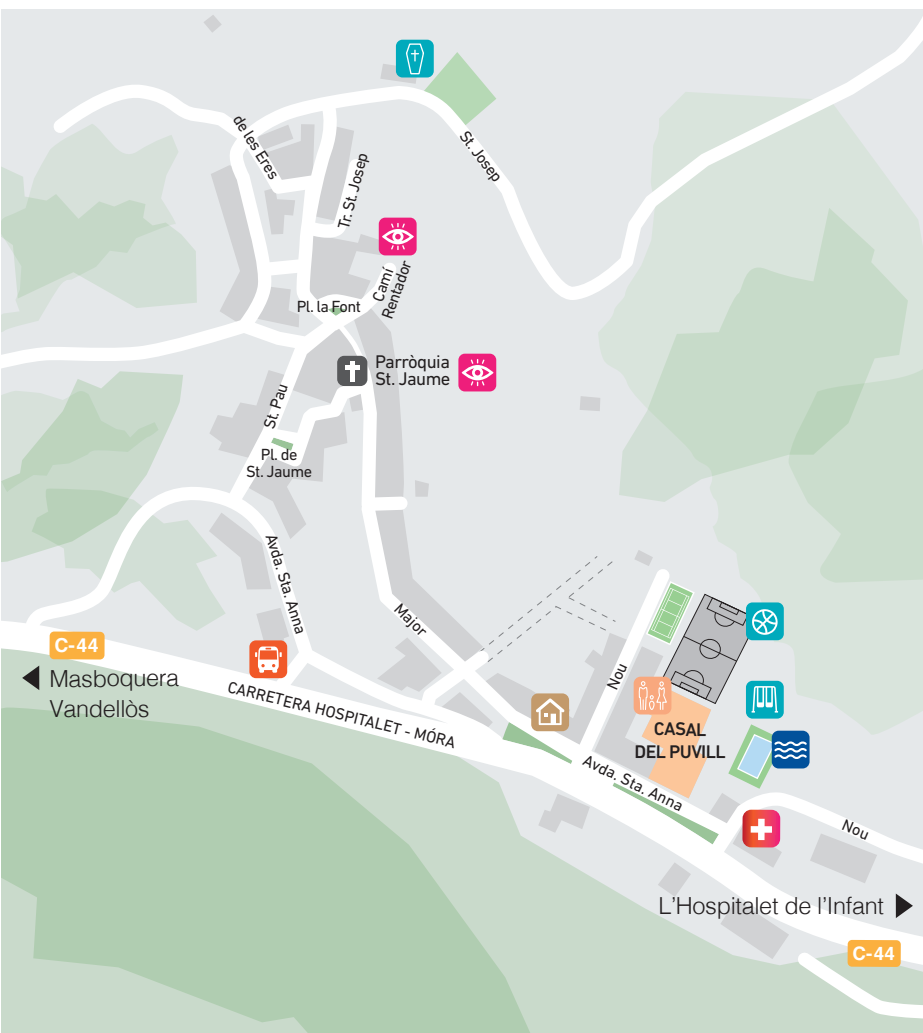 de les Eres
St. Josep
Tr. St. Josep
Camí
Rentador
Pl. la Font
Parròquia
St. Jaume
St. Pau
Pl. de
St. Jaume
Avda. Sta. Anna
Major
C-44
Masboquera
Vandellòs
CARRETERA HOSPITALET - MÓRA
Nou
CASAL
DEL PUVILL
Avda. Sta. Anna
Nou
L'Hospitalet de l'Infant
C-44